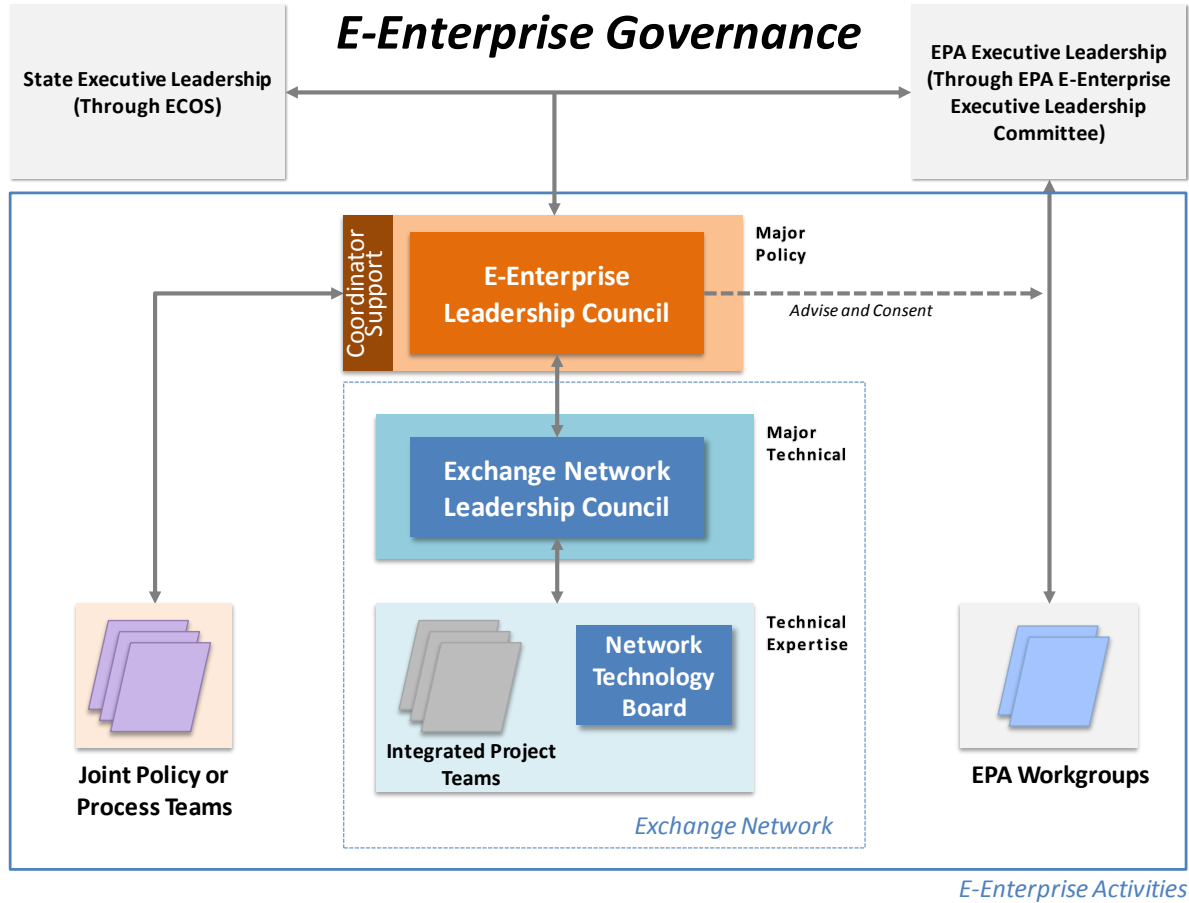 E-Enterprise Governance
State Executive Leadership
(Through ECOS)
EPA Executive Leadership
(Through EPA E-Enterprise
Executive Leadership
Committee)
Coordinator
Support
E-Enterprise
Leadership Council
Major
Policy
Advise and Consent
Exchange Network
Leadership Council
Major
Technical
Integrated Project
Teams
Network
Technology
Board
Technical
Expertise
Joint Policy or
Process Teams
EPA Workgroups
Exchange Network
E-Enterprise Activities